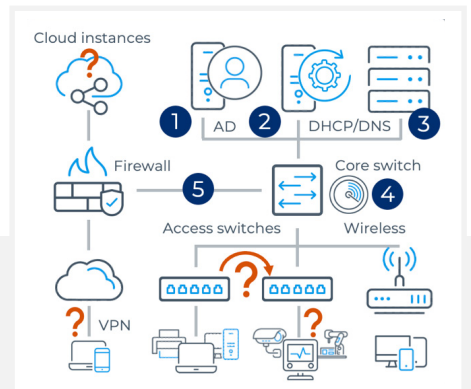 Cloud instances
?
1
AD
2
DHCP/DNS
3
Firewall
5
Core switch
4
Access switches
Wireless
?
?
VPN
?